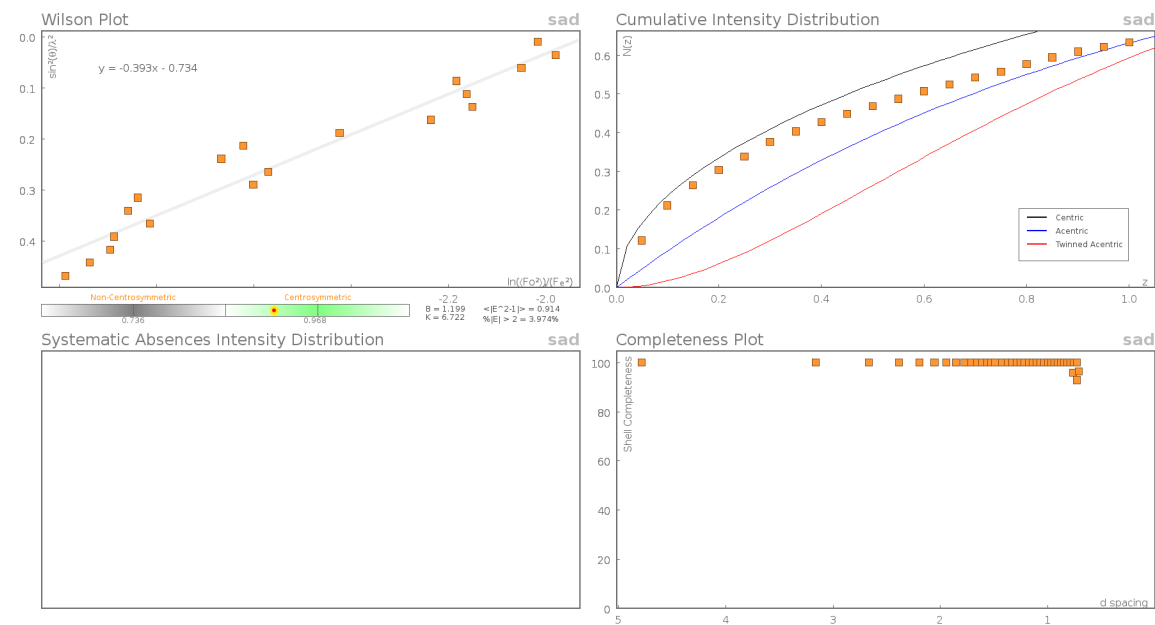 Wilson Plot
sad
sin²(θ)/λ²
y = -0.393x - 0.734
0.0
0.1
0.2
0.3
0.4
-2.2
-2.0
Non-Centrosymmetric
Centrosymmetric
0.736
0.968
B = 1.199
K = 6.722
<|E^2-1|> = 0.914
%|E| > 2 = 3.974%
Cumulative Intensity Distribution
sad
N(z)
0.6
0.5
0.4
0.3
0.2
0.1
0.0
Centric
Acentric
Twinned Acentric
z
0.0
0.2
0.4
0.6
0.8
1.0
Systematic Absences Intensity Distribution
Completeness Plot
sad
Shell Completeness
100
80
60
40
20
0
d spacing
5
4
3
2
1